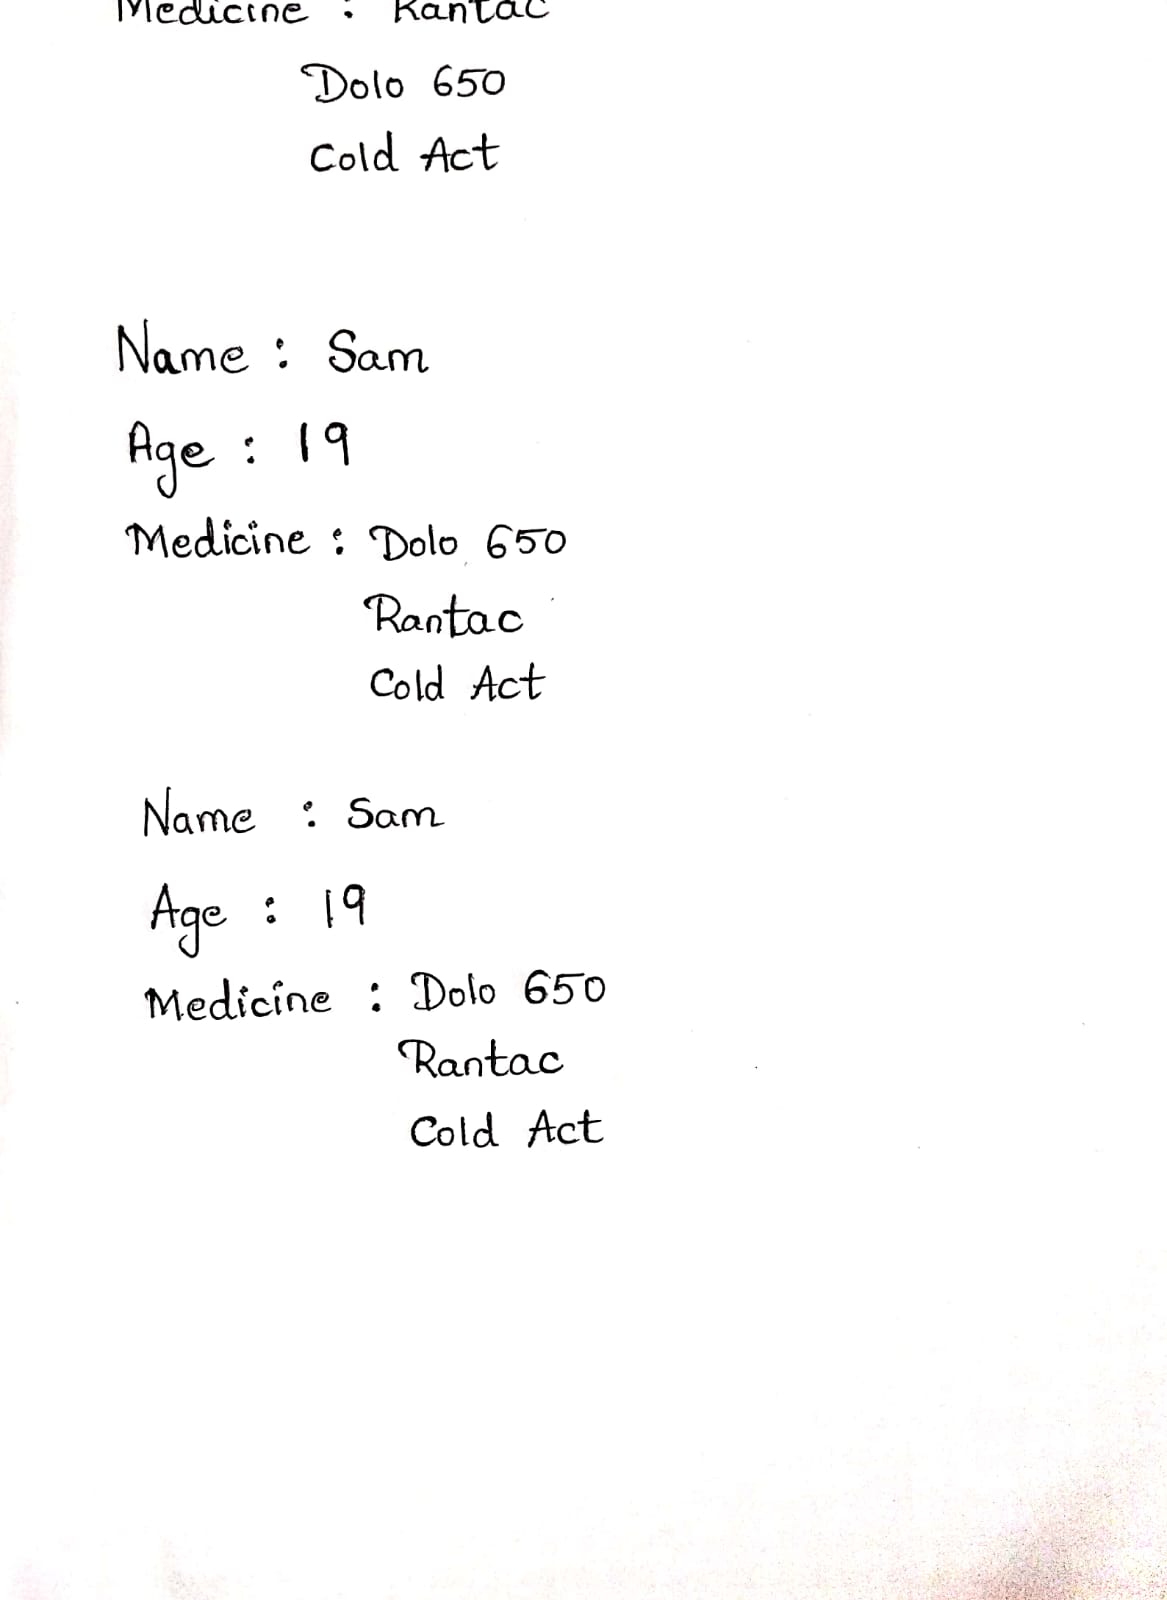 Medicine : Rantac
Dolo 650
Cold Act
Name : Sam
Age : 19
Medicine : Dolo 650
Rantac
Cold Act
Name : Sam
Age : 19
Medicine : Dolo 650
Rantac
Cold Act